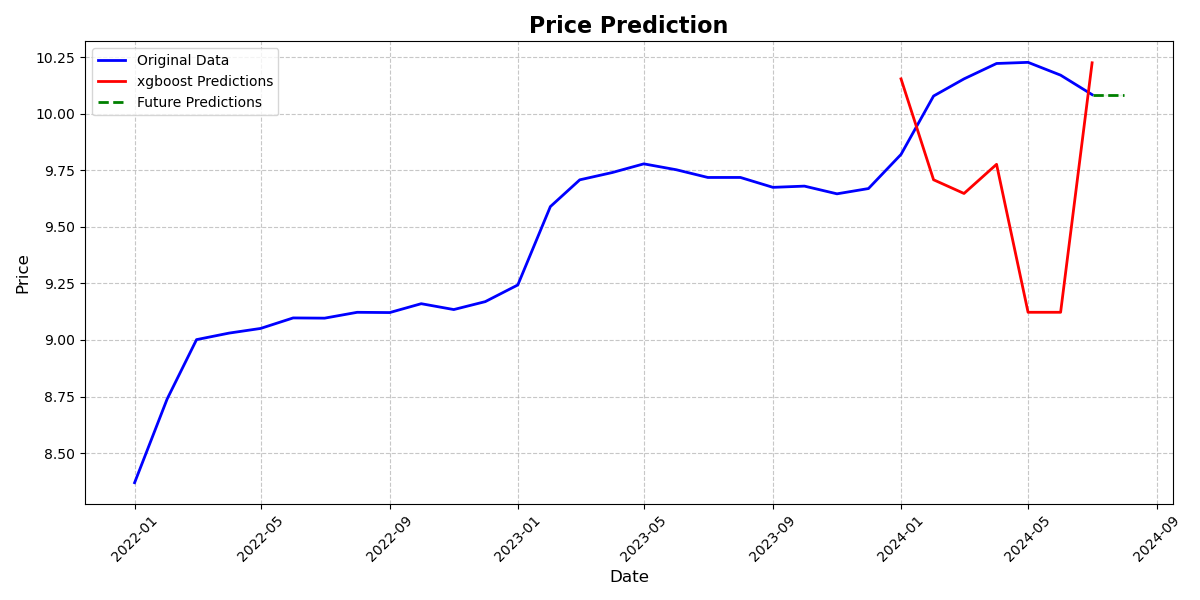 Price Prediction
Original Data
xgboost Predictions
Future Predictions
10.25
10.00
9.75
9.50
9.25
9.00
8.75
8.50
Price
2022-01
2022-05
2022-09
2023-01
2023-05
2023-09
2024-01
2024-05
2024-09
Date